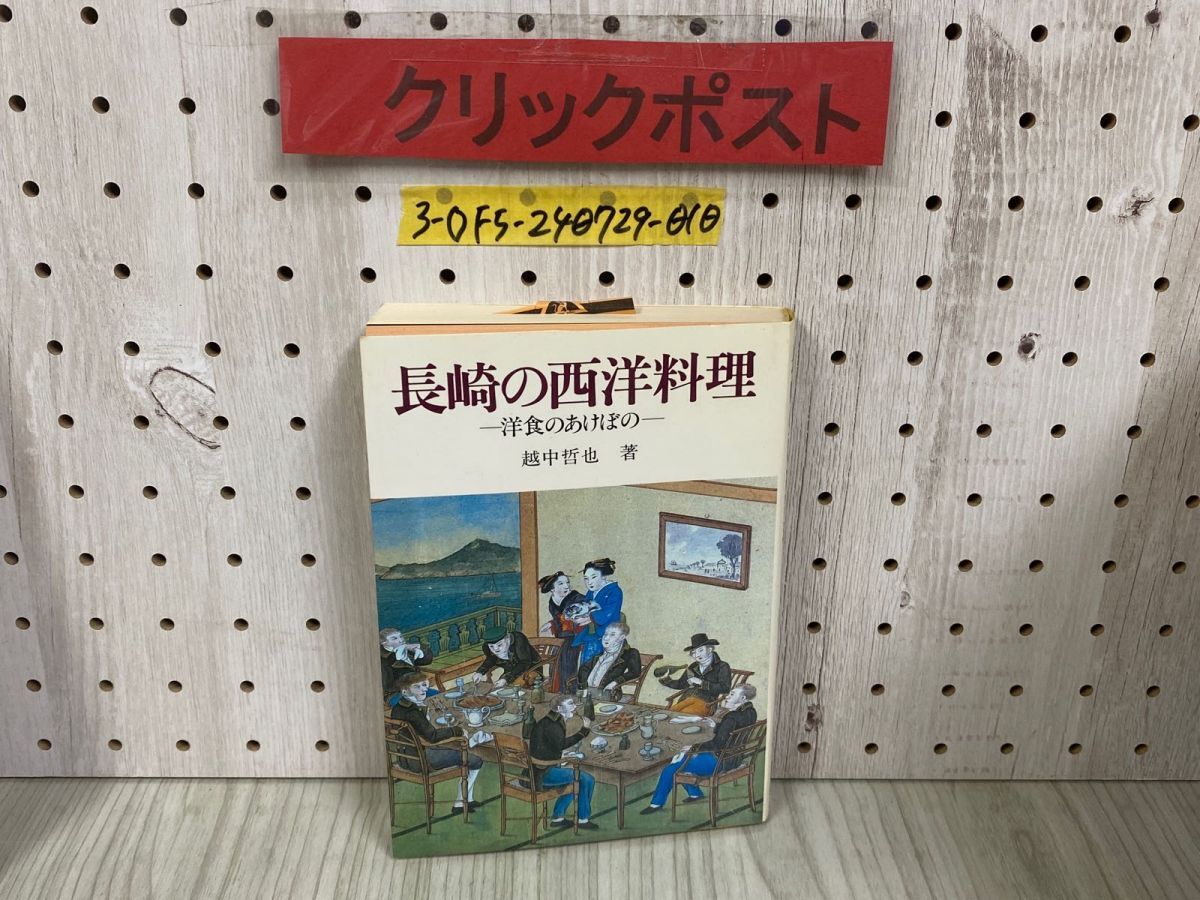 クリックポスト
3-OF5-240729-010
長崎の西洋料理
―洋食のあけぼの―
越中哲也 著